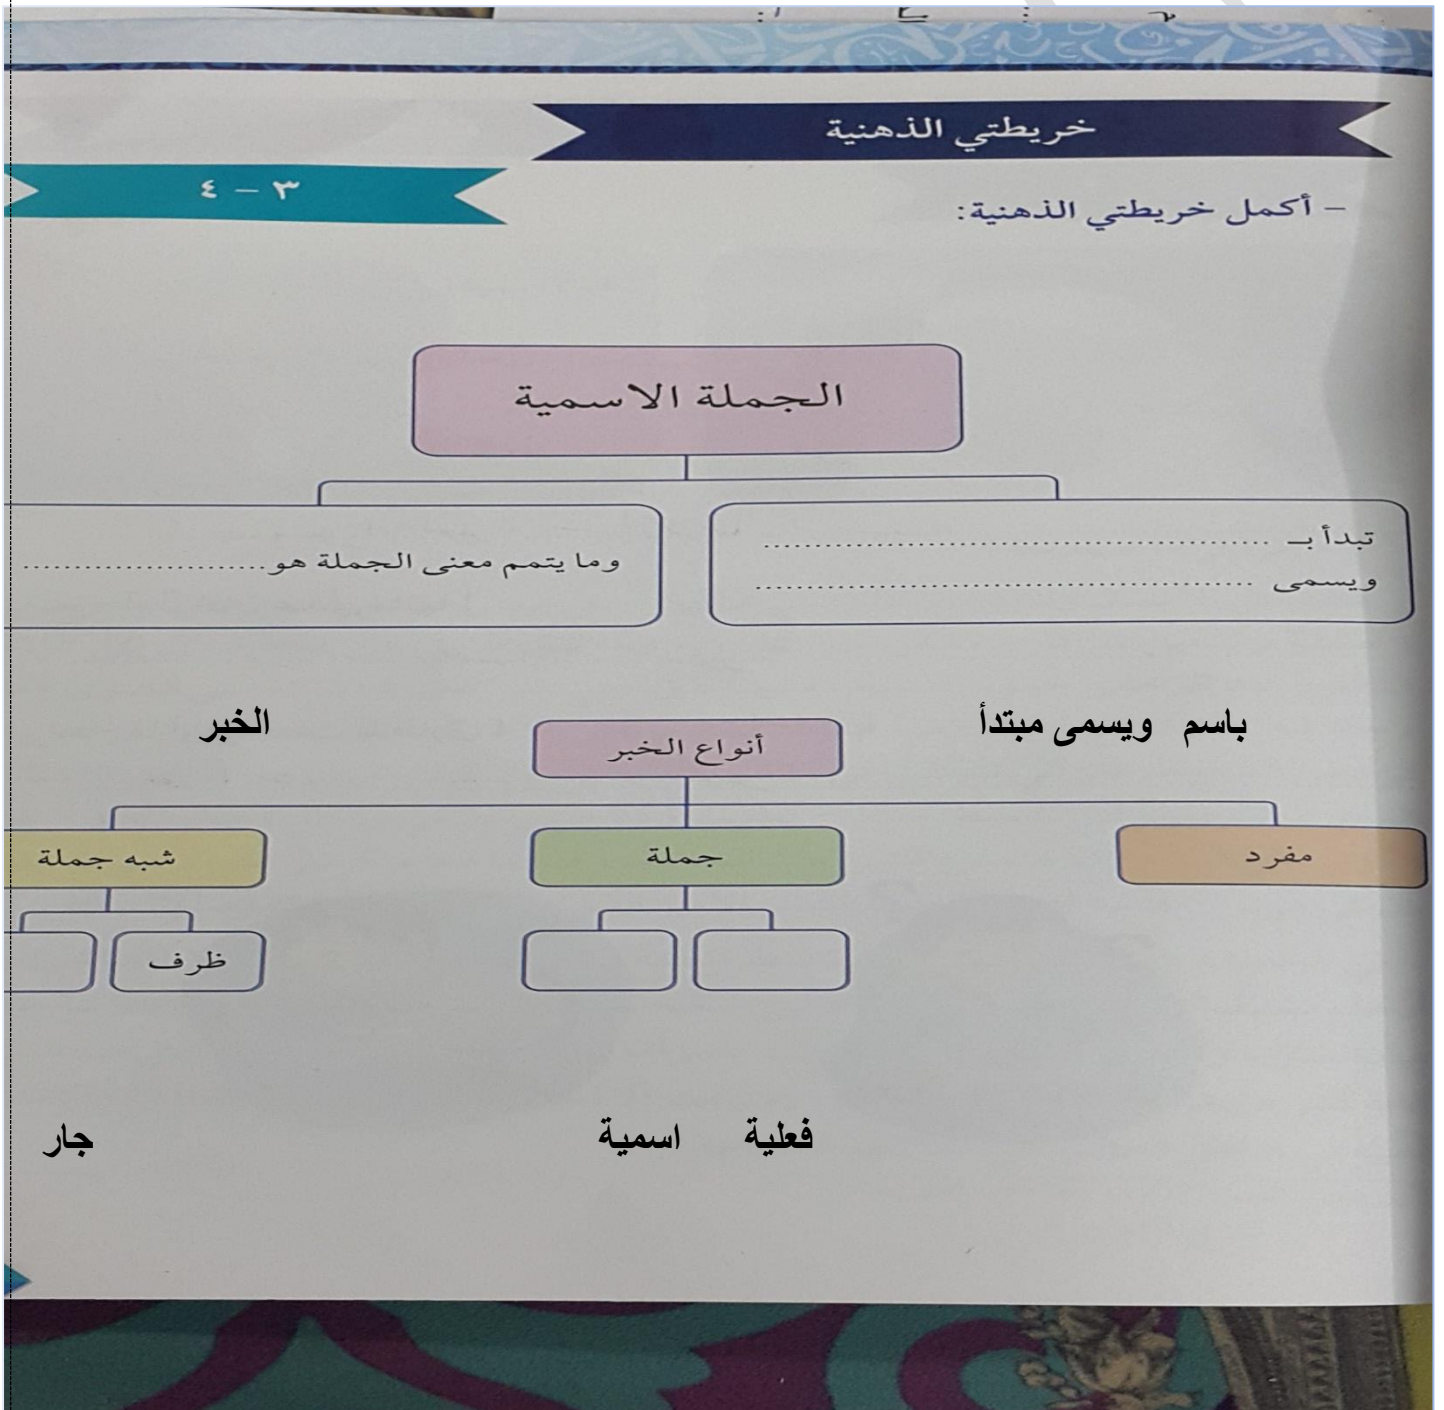 خريطتي الذهنية
٣ – ٤
– أكمل خريطتي الذهنية:
الجملة الاسمية
تبدأ بـ ......................................................
ويسمى ......................................................
وما يتمم معنى الجملة هو........................
باسم ويسمى مبتدأ
الخبر
أنواع الخبر
مفرد
جملة
شبه جملة
ظرف
فعلية اسمية
جار